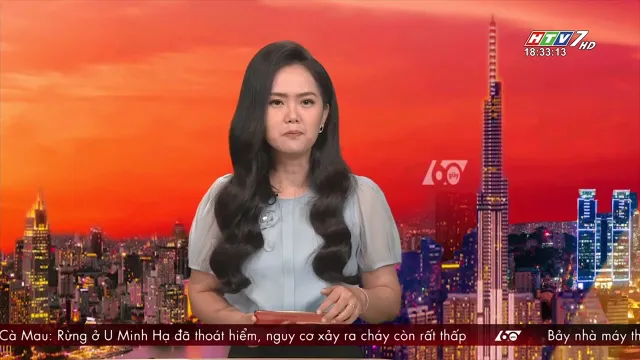 HTV7 HD
18:33:13
60 giây
Cà Mau: Rừng ở U Minh Hạ đã thoát hiểm, nguy cơ xảy ra cháy còn rất thấp 60 Bảy nhà máy th